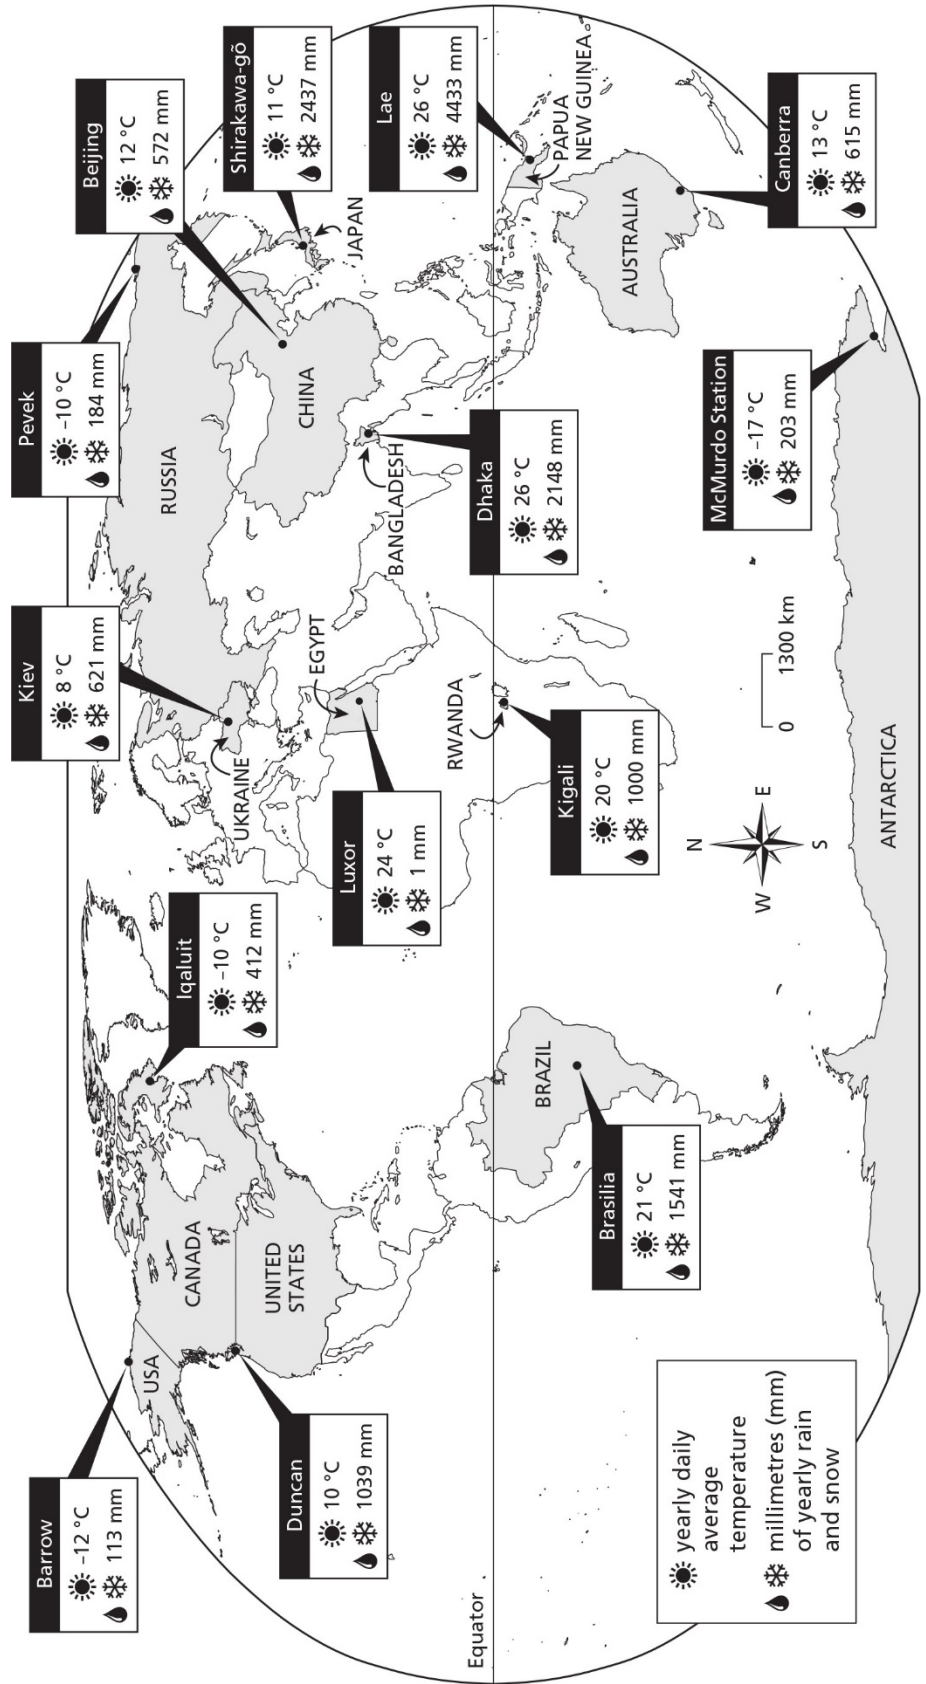 Barrow
–12 °C
113 mm
Duncan
10 °C
1039 mm
Iqaluit
–10 °C
412 mm
Kiev
8 °C
621 mm
Pevek
–10 °C
184 mm
Beijing
12 °C
572 mm
Shirakawa-gõ
11 °C
2437 mm
Lae
26 °C
4433 mm
Luxor
24 °C
1 mm
Dhaka
26 °C
2148 mm
Kigali
20 °C
1000 mm
Brasilia
21 °C
1541 mm
McMurdo Station
–17 °C
203 mm
Canberra
13 °C
615 mm
USA
CANADA
UNITED
STATES
BRAZIL
UKRAINE
EGYPT
RWANDA
RUSSIA
CHINA
BANGLADESH
JAPAN
PAPUA
NEW GUINEA
AUSTRALIA
ANTARCTICA
Equator
N
W
E
S
0
1300 km
yearly daily
average
temperature
millimetres (mm)
of yearly rain
and snow